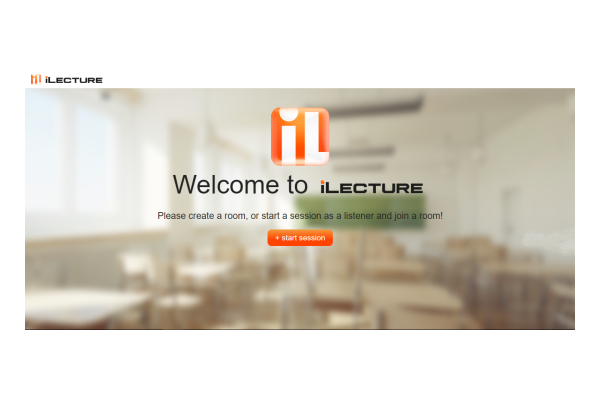 iLECTURE
iL
Welcome to iLECTURE
Please create a room, or start a session as a listener and join a room!
+ start session